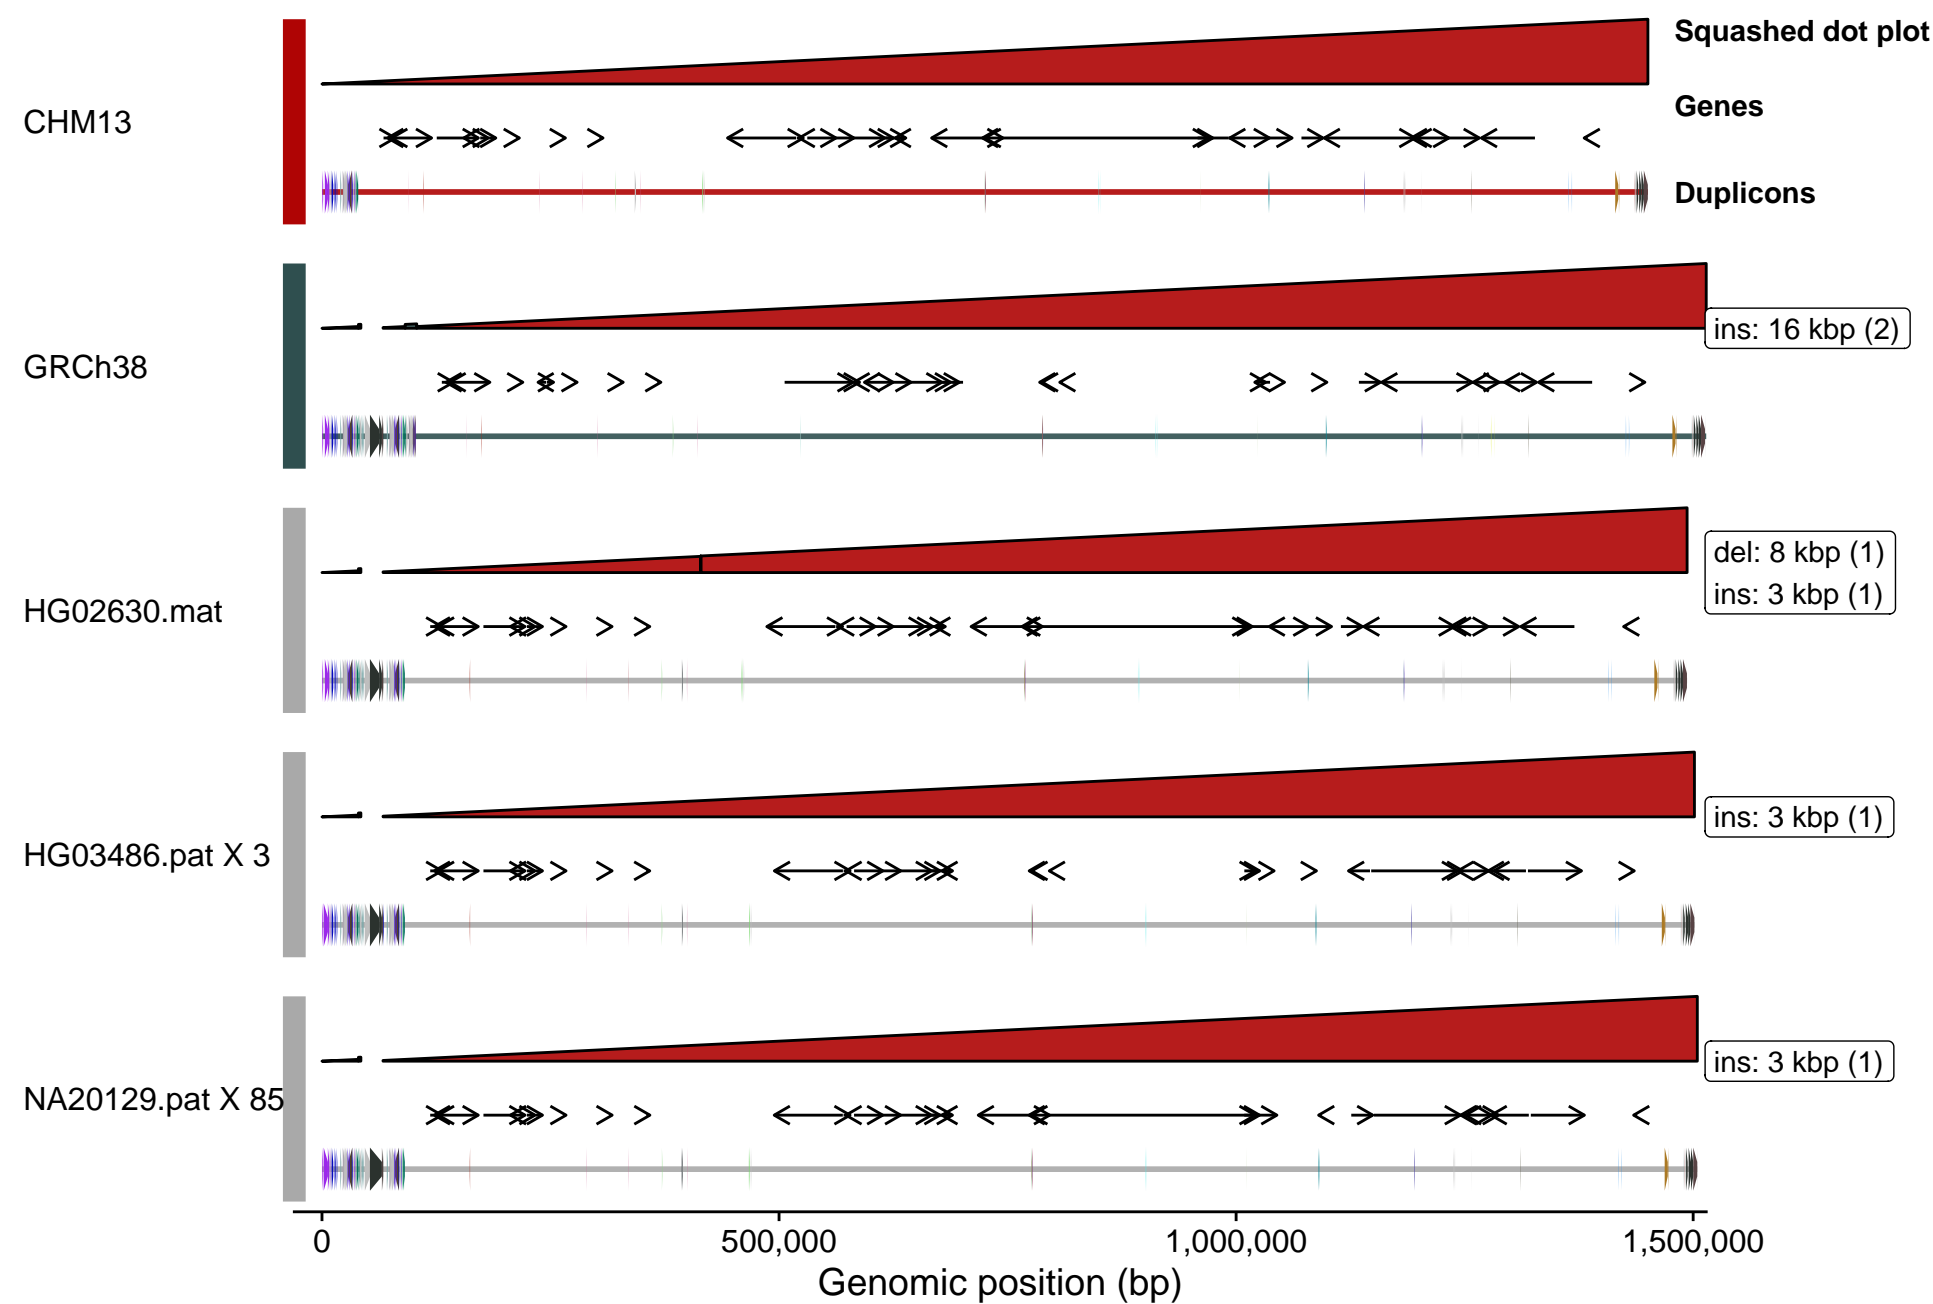 Squashed dot plot
Genes
CHM13
Duplicons
ins: 16 kbp (2)
GRCh38
del: 8 kbp (1)
ins: 3 kbp (1)
HG02630.mat
ins: 3 kbp (1)
HG03486.pat X 3
ins: 3 kbp (1)
NA20129.pat X 85
0
500,000
1,000,000
1,500,000
Genomic position (bp)